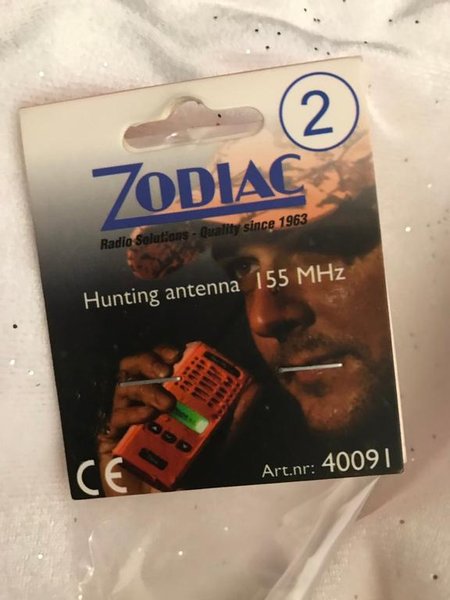 2
ZODIAC
Radio Solutions - Quality since 1963
Hunting antenna 155 MHz
CE
Art.nr: 40091